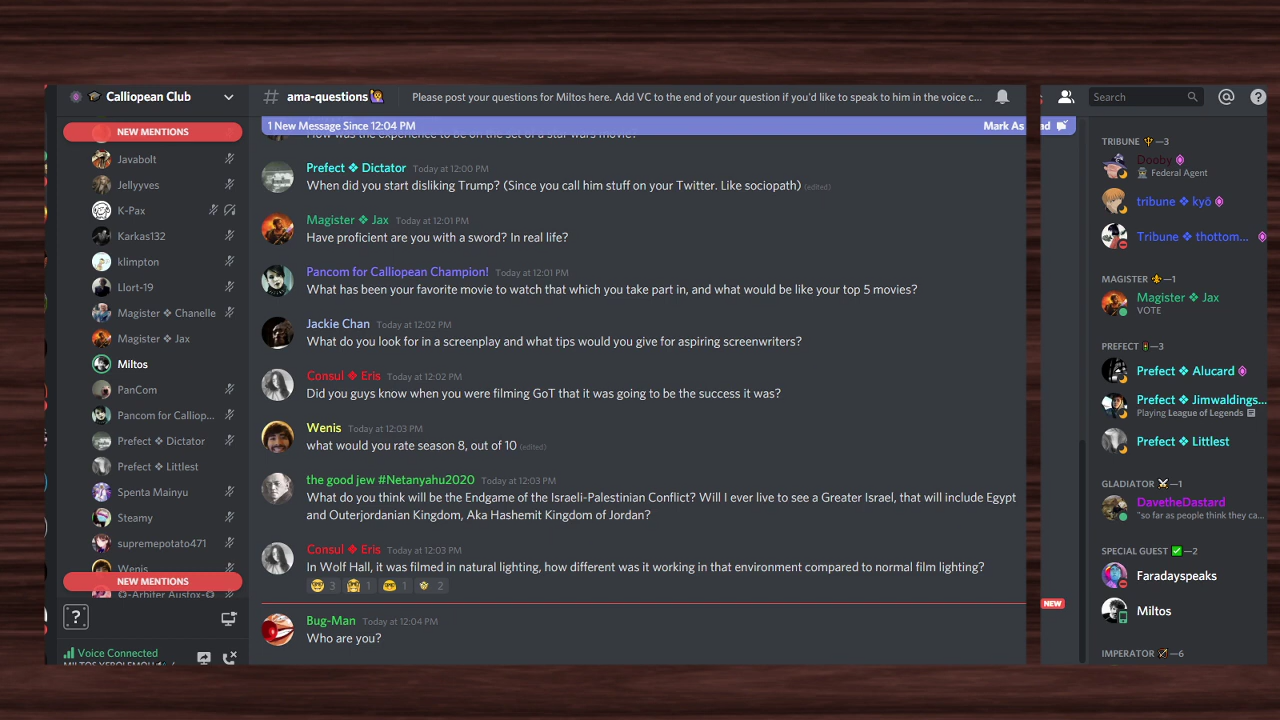 Calliopean Club
NEW MENTIONS
Javabolt
Jellyyves
K-Pax
Karkas132
klimpton
Llort-19
Magister ❖ Chanelle
Magister ❖ Jax
Miltos
PanCom
Pancom for Calliop...
Prefect ❖ Dictator
Prefect ❖ Littlest
Spenta Mainyu
Steamy
supremepotato471
Wenis
NEW MENTIONS
Voice Connected
# ama-questions🙋 Please post your questions for Miltos here. Add VC to the end of your question if you'd like to speak to him in the voice c...
1 New Message Since 12:04 PM Mark As
Prefect ❖ Dictator Today at 12:00 PM
When did you start disliking Trump? (Since you call him stuff on your Twitter. Like sociopath) (edited)
Magister ❖ Jax Today at 12:01 PM
Have proficient are you with a sword? In real life?
Pancom for Calliopean Champion! Today at 12:01 PM
What has been your favorite movie to watch that which you take part in, and what would be like your top 5 movies?
Jackie Chan Today at 12:02 PM
What do you look for in a screenplay and what tips would you give for aspiring screenwriters?
Consul ❖ Eris Today at 12:02 PM
Did you guys know when you were filming GoT that it was going to be the success it was?
Wenis Today at 12:03 PM
what would you rate season 8, out of 10 (edited)
the good jew #Netanyahu2020 Today at 12:03 PM
What do you think will be the Endgame of the Israeli-Palestinian Conflict? Will I ever live to see a Greater Israel, that will include Egypt
and Outerjordanian Kingdom, Aka Hashemit Kingdom of Jordan?
Consul ❖ Eris Today at 12:03 PM
In Wolf Hall, it was filmed in natural lighting, how different was it working in that environment compared to normal film lighting?
3 1 1 2
NEW
Bug-Man Today at 12:04 PM
Who are you?
Search
ad
TRIBUNE —3
Dooby
Federal Agent
tribune ❖ kyō
Tribune ❖ thottom...
MAGISTER —1
Magister ❖ Jax
VOTE
PREFECT —3
Prefect ❖ Alucard
Prefect ❖ Jimwaldings...
Playing League of Legends
Prefect ❖ Littlest
GLADIATOR —1
DavetheDastard
"so far as people think they ca...
SPECIAL GUEST —2
Faradayspeaks
Miltos
IMPERATOR —6